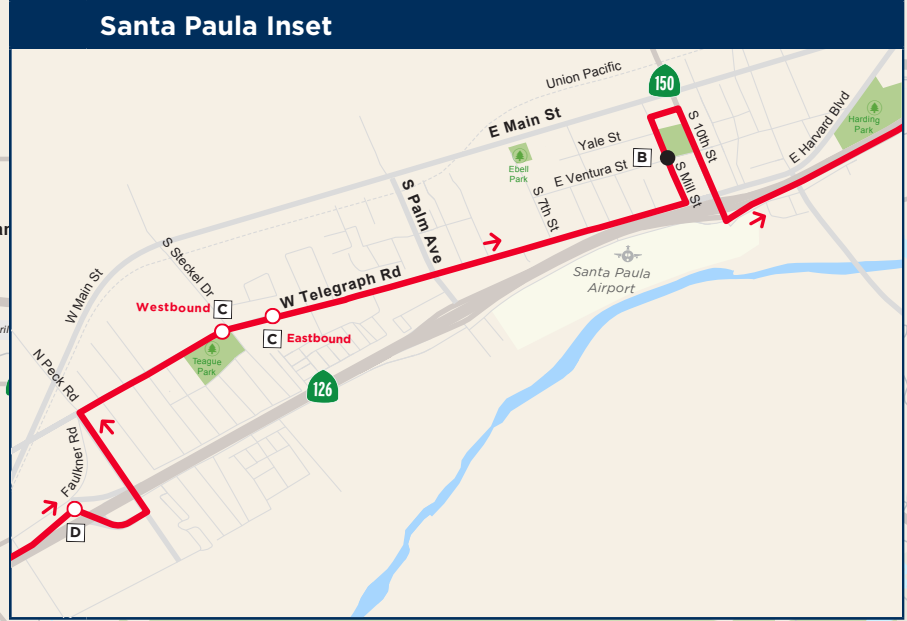 Santa Paula Inset
Union Pacific
150
E Main St
Yale St
S 10th St
E Harvard Blvd
Harding
Park
Ebell
Park
B
E Ventura St
S Mill St
S 7th St
S Palm Ave
S Steckel Dr
W Main St
W Telegraph Rd
Santa Paula
Airport
Westbound
C
C
Eastbound
Teague
Park
N Peck Rd
126
Faulkner Rd
D